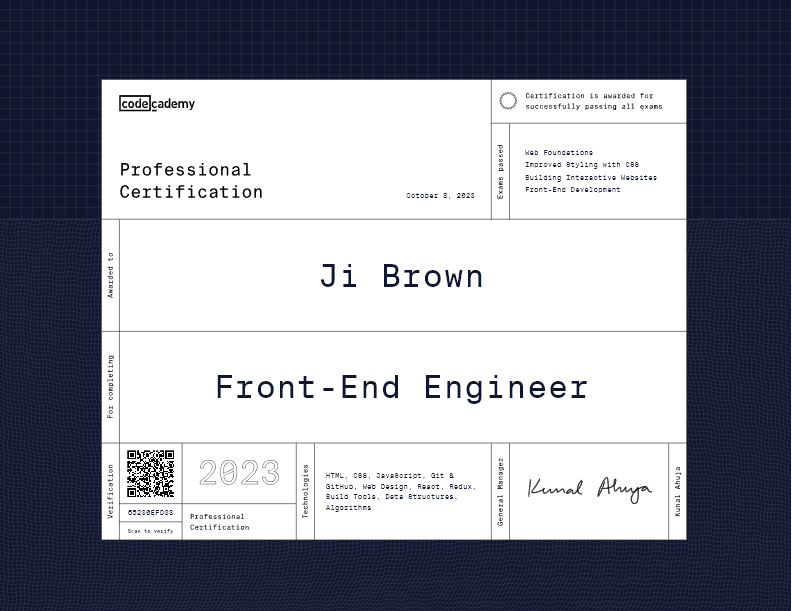 codecademy
Certification is awarded for
successfully passing all exams
Professional
Certification
October 8, 2023
Exams passed
Web Foundations
Improved Styling with CSS
Building Interactive Websites
Front-End Development
Awarded to
Ji Brown
For completing
Front-End Engineer
Verification
65230EFD33
Scan to verify
2023
Professional
Certification
Technologies
HTML, CSS, JavaScript, Git &
GitHub, Web Design, React, Redux,
Build Tools, Data Structures,
Algorithms
General Manager
Kunal Ahuja
Kunal Ahuja